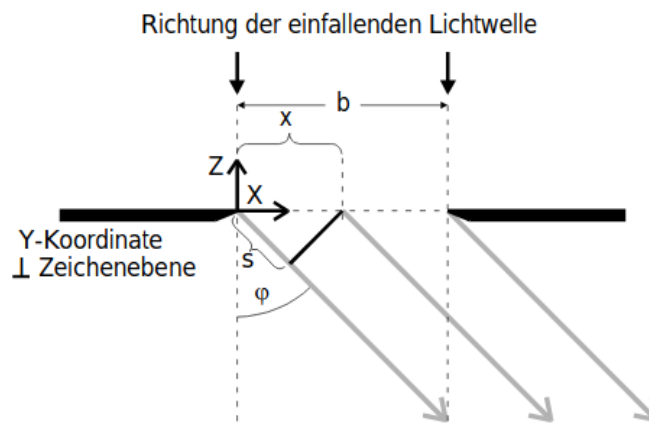 Richtung der einfallenden Lichtwelle
b
x
Z
X
Y-Koordinate
⊥ Zeichenebene
s
φ